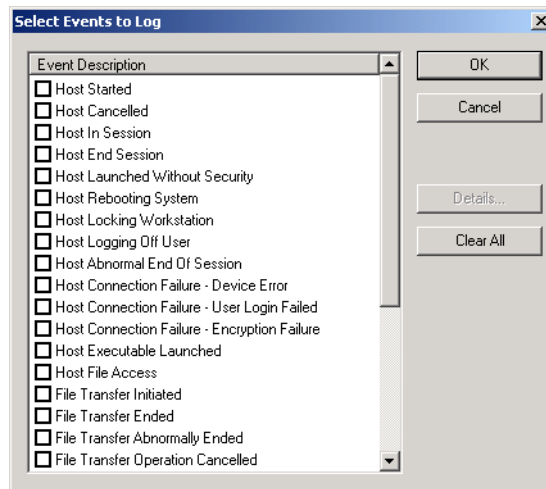 Select Events to Log
Event Description
OK
Host Started
Host Cancelled
Cancel
Host In Session
Host End Session
Host Launched Without Security
Host Rebooting System
Details...
Host Locking Workstation
Host Logging Off User
Clear All
Host Abnormal End Of Session
Host Connection Failure - Device Error
Host Connection Failure - User Login Failed
Host Connection Failure - Encryption Failure
Host Executable Launched
Host File Access
File Transfer Initiated
File Transfer Ended
File Transfer Abnormally Ended
File Transfer Operation Cancelled